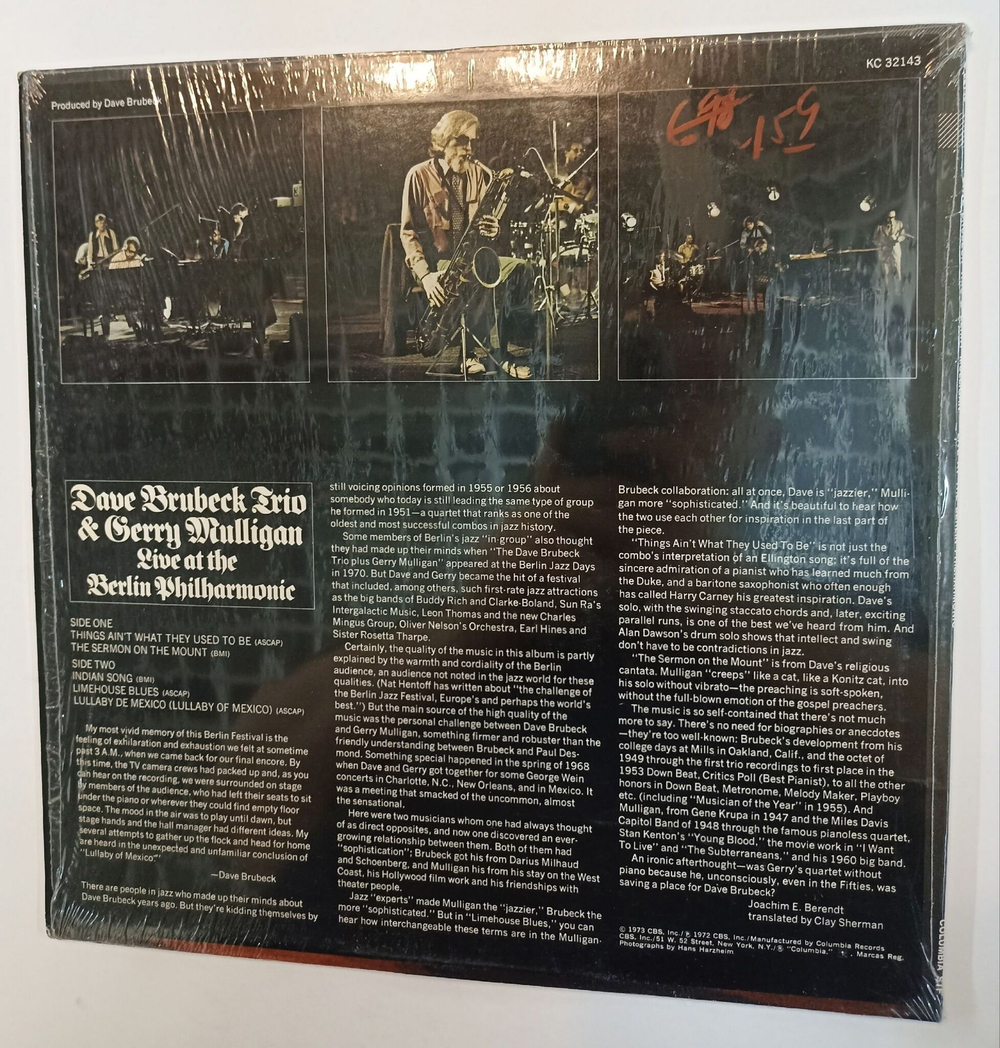 KC 32143
Produced by Dave Brubeck
159
Dave Brubeck Trio
& Gerry Mulligan
Live at the
Berlin Philharmonic
SIDE ONE
THINGS AIN'T WHAT THEY USED TO BE (ASCAP)
THE SERMON ON THE MOUNT (BMI)
SIDE TWO
INDIAN SONG (BMI)
LIMEHOUSE BLUES (ASCAP)
LULLABY DE MEXICO (LULLABY OF MEXICO) (ASCAP)
My most vivid memory of this Berlin Festival is the
feeling of exhilaration and exhaustion we felt at sometime
past 3 A.M., when we came back for our final encore. By
this time, the TV camera crews had packed up and, as you
can hear on the recording, we were surrounded on stage
by members of the audience, who had left their seats to sit
under the piano or wherever they could find empty floor
space. The mood in the air was to play until dawn, but
stage hands and the hall manager had different ideas. My
several attempts to gather up the flock and head for home
are heard in the unexpected and unfamiliar conclusion of
"Lullaby of Mexico"
—Dave Brubeck
There are people in jazz who made up their minds about
Dave Brubeck years ago. But they're kidding themselves by
still voicing opinions formed in 1955 or 1956 about
somebody who today is still leading the same type of group
he formed in 1951—a quartet that ranks as one of the
oldest and most successful combos in jazz history.
Some members of Berlin's jazz "in-group" also thought
they had made up their minds when "The Dave Brubeck
Trio plus Gerry Mulligan" appeared at the Berlin Jazz Days
in 1970. But Dave and Gerry became the hit of a festival
that included, among others, such first-rate jazz attractions
as the big bands of Buddy Rich and Clarke-Boland, Sun Ra's
Intergalactic Music, Leon Thomas and the new Charles
Mingus Group, Oliver Nelson's Orchestra, Earl Hines and
Sister Rosetta Tharpe.
Certainly, the quality of the music in this album is partly
explained by the warmth and cordiality of the Berlin
audience, an audience not noted in the jazz world for these
qualities. (Nat Hentoff has written about "the challenge of
the Berlin Jazz Festival, Europe's and perhaps the world's
best.") But the main source of the high quality of the
music was the personal challenge between Dave Brubeck
and Gerry Mulligan, something firmer and robuster than the
friendly understanding between Brubeck and Paul Des-
mond. Something special happened in the spring of 1968
when Dave and Gerry got together for some George Wein
concerts in Charlotte, N.C., New Orleans, and in Mexico. It
was a meeting that smacked of the uncommon, almost
the sensational.
Here were two musicians whom one had always thought
of as direct opposites, and now one discovered an ever-
growing relationship between them. Both of them had
"sophistication"; Brubeck got his from Darius Milhaud
and Schoenberg, and Mulligan his from his stay on the West
Coast, his Hollywood film work and his friendships with
theater people.
Jazz "experts" made Mulligan the "jazzier," Brubeck the
more "sophisticated." But in "Limehouse Blues," you can
hear how interchangeable these terms are in the Mulligan-
Brubeck collaboration: all at once, Dave is "jazzier," Mulli-
gan more "sophisticated." And it's beautiful to hear how
the two use each other for inspiration in the last part of
the piece.
"Things Ain't What They Used To Be" is not just the
combo's interpretation of an Ellington song; it's full of the
sincere admiration of a pianist who has learned much from
the Duke, and a baritone saxophonist who often enough
has called Harry Carney his greatest inspiration. Dave's
solo, with the swinging staccato chords and, later, exciting
parallel runs, is one of the best we've heard from him. And
Alan Dawson's drum solo shows that intellect and swing
don't have to be contradictions in jazz.
"The Sermon on the Mount" is from Dave's religious
cantata. Mulligan "creeps" like a cat, like a Konitz cat, into
his solo without vibrato—the preaching is soft-spoken,
without the full-blown emotion of the gospel preachers.
The music is so self-contained that there's not much
more to say. There's no need for biographies or anecdotes
—they're too well-known: Brubeck's development from his
college days at Mills in Oakland, Calif., and the octet of
1949 through the first trio recordings to first place in the
1953 Down Beat, Critics Poll (Best Pianist), to all the other
honors in Down Beat, Metronome, Melody Maker, Playboy
etc. (including "Musician of the Year" in 1955). And
Mulligan, from Gene Krupa in 1947 and the Miles Davis
Capitol Band of 1948 through the famous pianoless quartet,
Stan Kenton's "Young Blood," the movie work in "I Want
To Live" and "The Subterraneans," and his 1960 big band.
An ironic afterthought—was Gerry's quartet without
piano because he, unconsciously, even in the Fifties, was
saving a place for Dave Brubeck?
Joachim E. Berendt
translated by Clay Sherman
© 1973 CBS, Inc./℗ 1972 CBS, Inc./Manufactured by Columbia Records
CBS, Inc./51 W. 52 Street, New York, N.Y./® "Columbia," Marcas Reg.
Photographs by Hans Harzheim